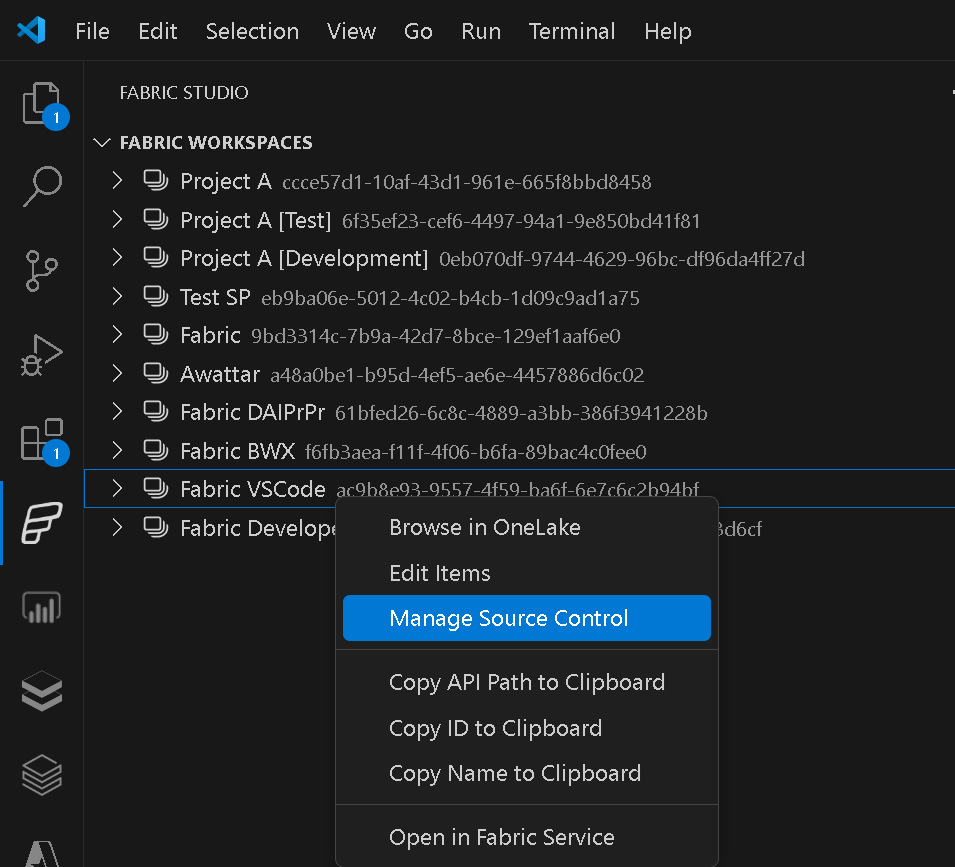 File Edit Selection View Go Run Terminal Help
FABRIC STUDIO
FABRIC WORKSPACES
Project A ccce57d1-10af-43d1-961e-665f8bbd8458
Project A [Test] 6f35ef23-cef6-4497-94a1-9e850bd41f81
Project A [Development] 0eb070df-9744-4629-96bc-df96da4ff27d
Test SP eb9ba06e-5012-4c02-b4cb-1d09c9ad1a75
Fabric 9bd3314c-7b9a-42d7-8bce-129ef1aaf6e0
Awattar a48a0be1-b95d-4ef5-ae6e-4457886d6c02
Fabric DAIPrPr 61bfed26-6c8c-4889-a3bb-386f3941228b
Fabric BWX f6fb3aea-f11f-4f06-b6fa-89bac4c0fee0
Fabric VSCode ac9b8e93-9557-4f59-ba6f-6e7c6c2b94bf
Fabric Develope
Browse in OneLake
Edit Items
Manage Source Control
Copy API Path to Clipboard
Copy ID to Clipboard
Copy Name to Clipboard
Open in Fabric Service
1
1